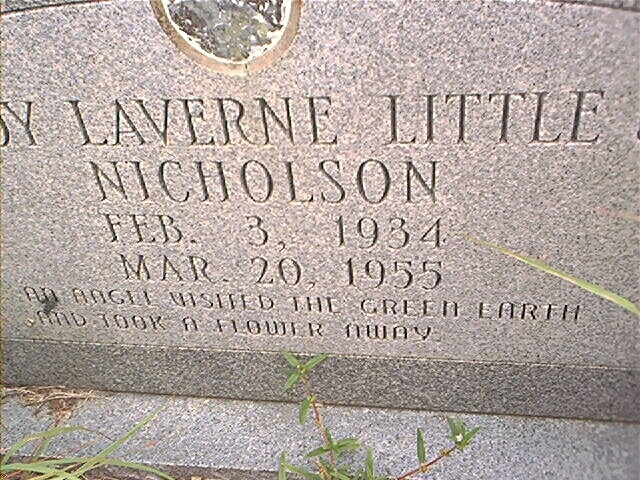 LAVERNE LITTLE
NICHOLSON
FEB. 3, 1934
MAR. 20, 1955
AN ANGEL VISITED THE GREEN EARTH
AND TOOK A FLOWER AWAY